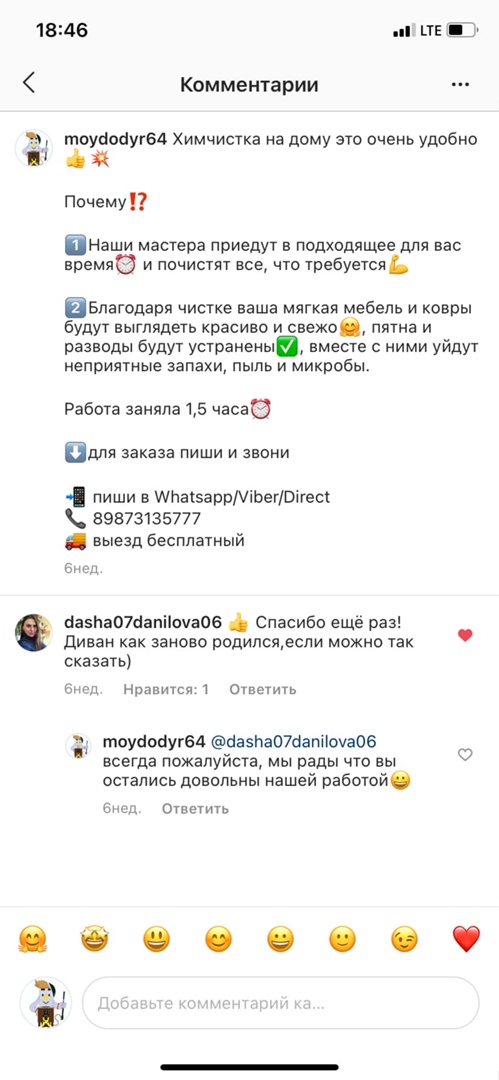 18:46
LTE
Комментарии
moydodyr64 Химчистка на дому это очень удобно
👍💥
Почему⁉️
1️⃣Наши мастера приедут в подходящее для вас
время⏰ и почистят все, что требуется💪
2️⃣Благодаря чистке ваша мягкая мебель и ковры
будут выглядеть красиво и свежо🤗, пятна и
разводы будут устранены✅, вместе с ними уйдут
неприятные запахи, пыль и микробы.
Работа заняла 1,5 часа⏰
⬇️для заказа пиши и звони
📲 пиши в Whatsapp/Viber/Direct
📞 89873135777
🚚 выезд бесплатный
6нед.
dasha07danilova06 👍 Спасибо ещё раз!
Диван как заново родился,если можно так
сказать)
6нед. Нравится: 1 Ответить
moydodyr64 @dasha07danilova06
всегда пожалуйста, мы рады что вы
остались довольны нашей работой😀
6нед. Ответить
Добавьте комментарий ка...